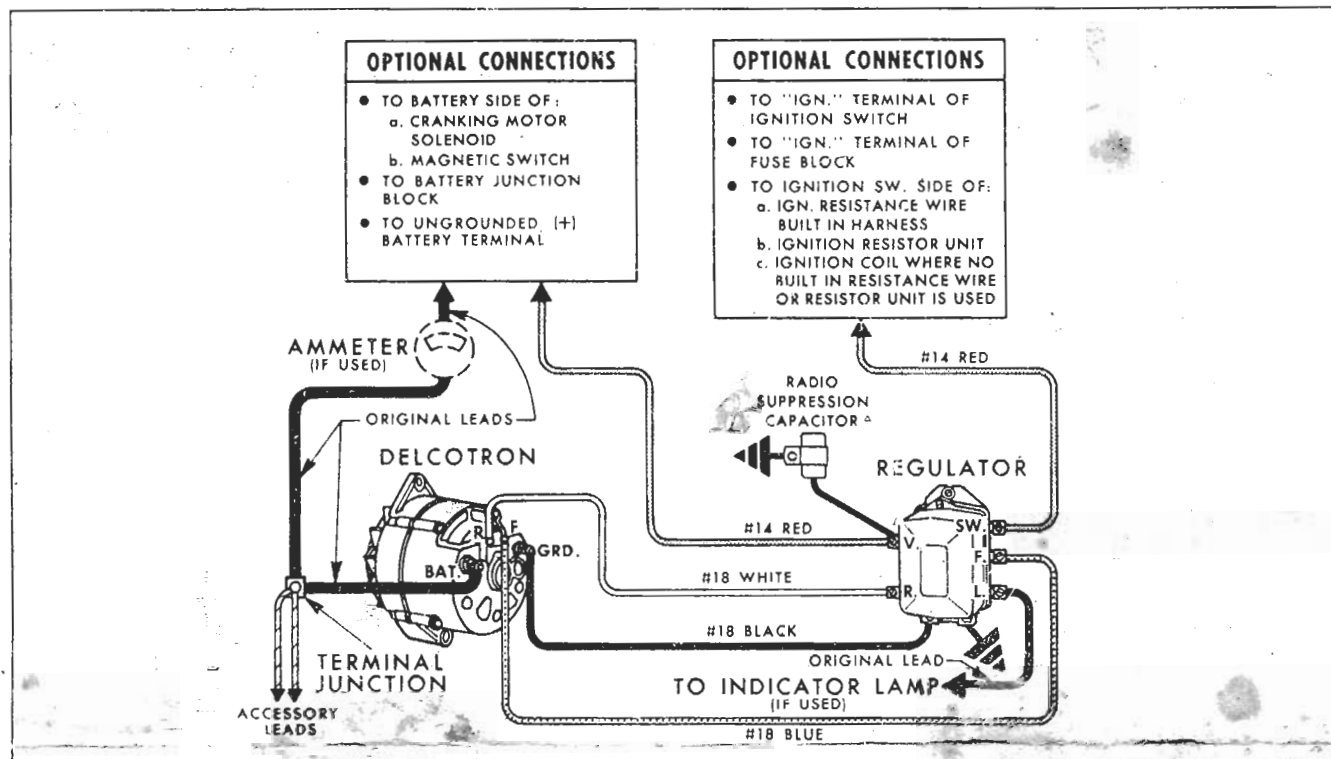 OPTIONAL CONNECTIONS
● TO BATTERY SIDE OF:
a. CRANKING MOTOR
SOLENOID
b. MAGNETIC SWITCH
● TO BATTERY JUNCTION
BLOCK
● TO UNGROUNDED (+)
BATTERY TERMINAL
OPTIONAL CONNECTIONS
● TO "IGN." TERMINAL OF
IGNITION SWITCH
● TO "IGN." TERMINAL OF
FUSE BLOCK
● TO IGNITION SW. SIDE OF:
a. IGN. RESISTANCE WIRE
BUILT IN HARNESS
b. IGNITION RESISTOR UNIT
c. IGNITION COIL WHERE NO
BUILT IN RESISTANCE WIRE
OR RESISTOR UNIT IS USED
AMMETER
(IF USED)
#14 RED
RADIO
SUPPRESSION
CAPACITOR △
ORIGINAL LEADS
DELCOTRON
REGULATOR
R
F
GRD.
BAT.
#14 RED
V.
SW.
F.
#18 WHITE
R
L.
#18 BLACK
TERMINAL
JUNCTION
ORIGINAL LEAD
TO INDICATOR LAMP
(IF USED)
ACCESSORY
LEADS
#18 BLUE